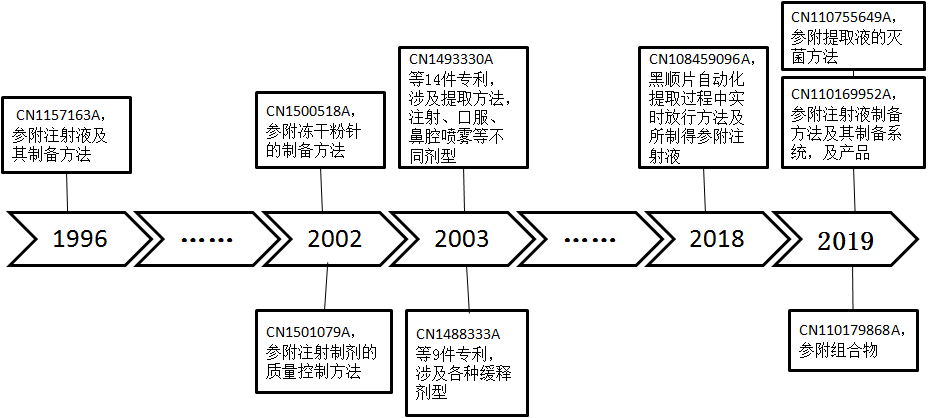 CN1157163A，
参附注射液及
其制备方法
CN1500518A，
参附冻干粉针
的制备方法
CN1493330A
等14件专利，
涉及提取方法，
注射、口服、
鼻腔喷雾等不
同剂型
CN108459096A，
黑顺片自动化
提取过程中实
时放行方法及
所制得参附注
射液
CN110755649A，
参附提取液的灭
菌方法
CN110169952A，
参附注射液制备
方法及其制备系
统，及产品
1996
……
2002
2003
……
2018
2019
CN1501079A，
参附注射制剂的
质量控制方法
CN1488333A
等9件专利，
涉及各种缓释
剂型
CN110179868A，
参附组合物